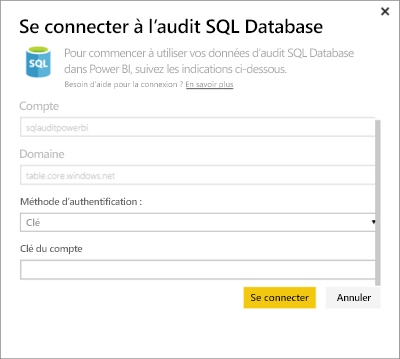 Se connecter à l'audit SQL Database
SQL
Pour commencer à utiliser vos données d'audit SQL Database
dans Power BI, suivez les indications ci-dessous.
Besoin d'aide pour la connexion ? En savoir plus
Compte
sqlauditpowerbi
Domaine
table.core.windows.net
Méthode d'authentification :
Clé
Clé du compte
Se connecter
Annuler